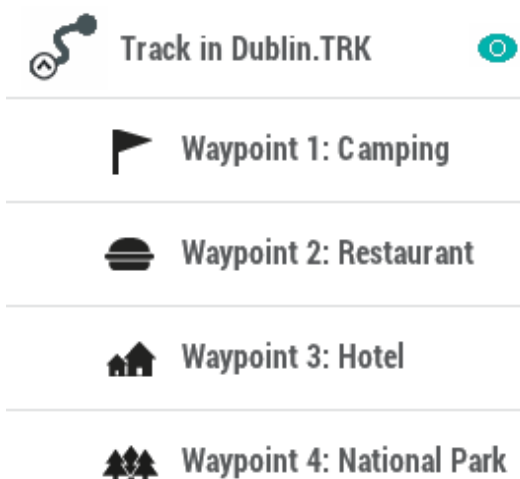 Track in Dublin.TRK
Waypoint 1: Camping
Waypoint 2: Restaurant
Waypoint 3: Hotel
Waypoint 4: National Park